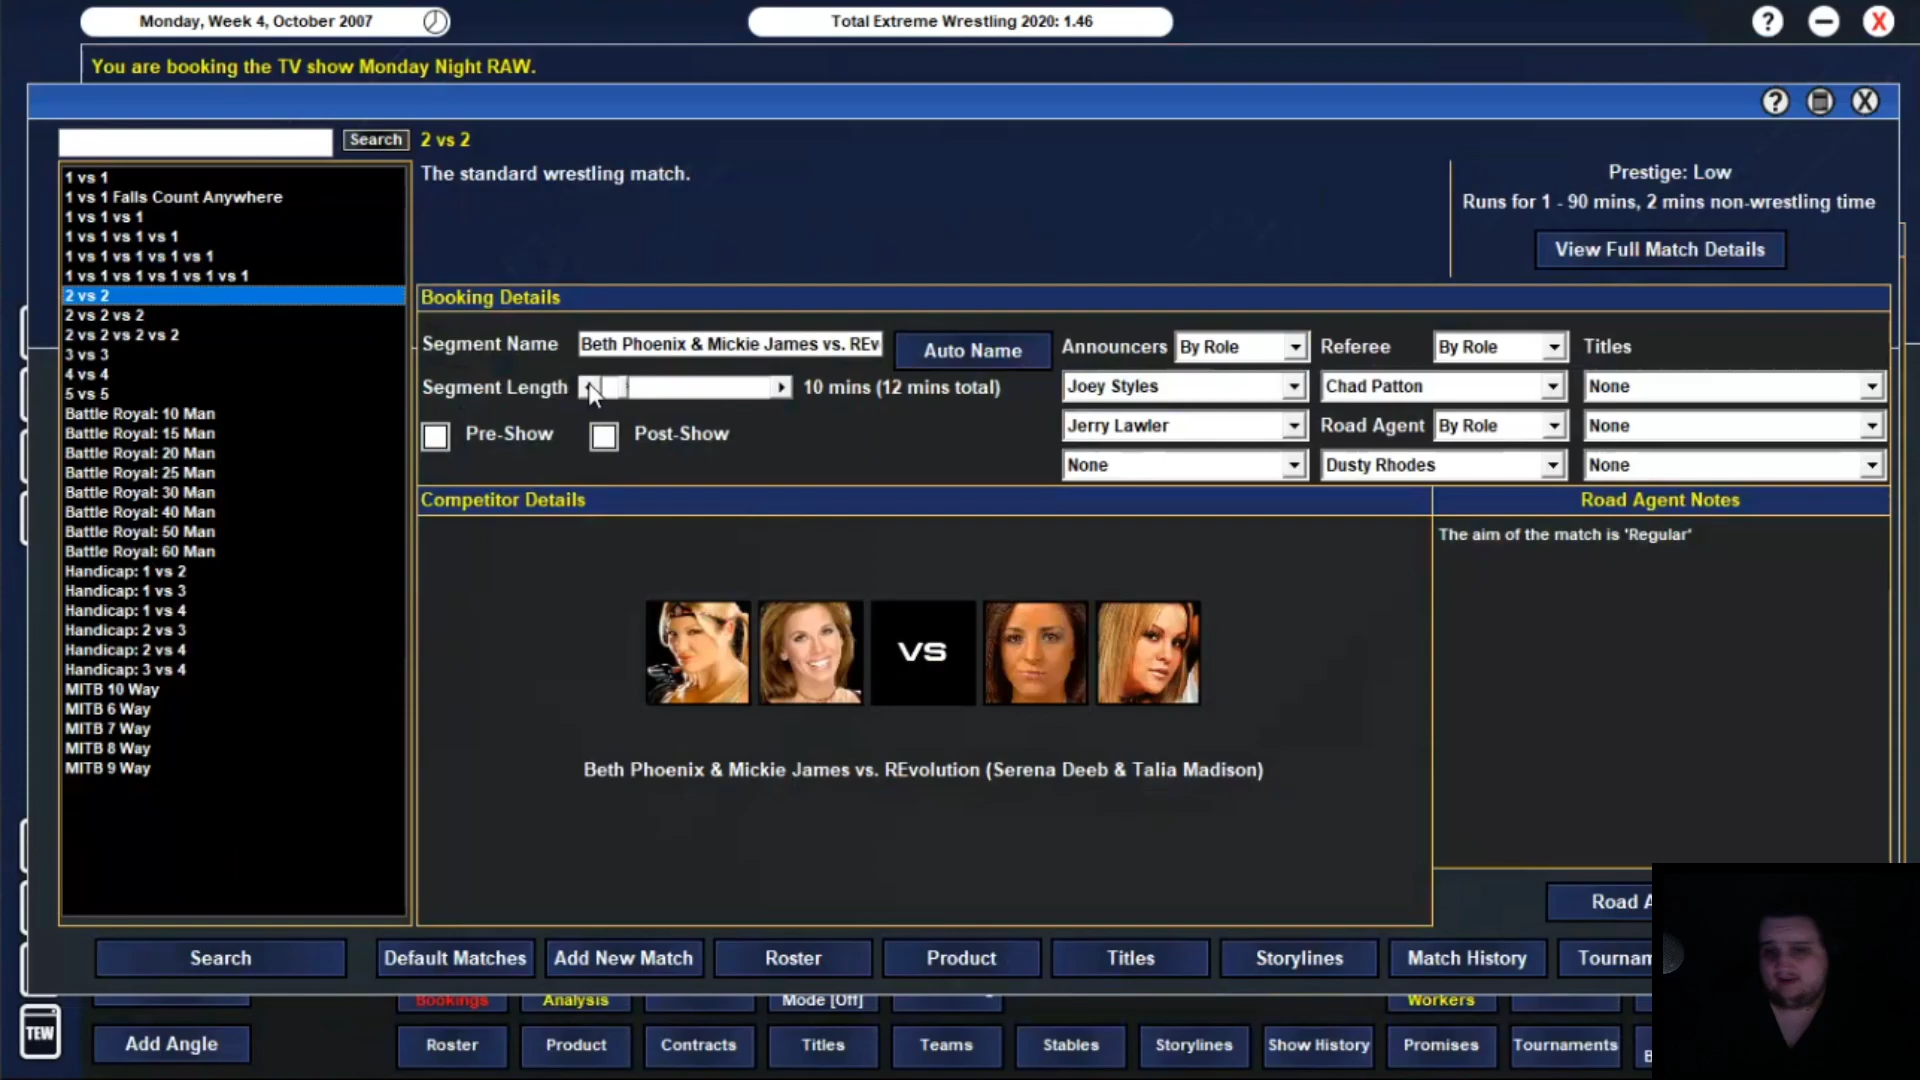 Monday, Week 4, October 2007
Total Extreme Wrestling 2020: 1.46
You are booking the TV show Monday Night RAW.
Search
2 vs 2
The standard wrestling match.
Prestige: Low
Runs for 1 - 90 mins, 2 mins non-wrestling time
View Full Match Details
1 vs 1
1 vs 1 Falls Count Anywhere
1 vs 1 vs 1
1 vs 1 vs 1 vs 1
1 vs 1 vs 1 vs 1 vs 1
1 vs 1 vs 1 vs 1 vs 1 vs 1
2 vs 2
2 vs 2 vs 2
2 vs 2 vs 2 vs 2
3 vs 3
4 vs 4
5 vs 5
Battle Royal: 10 Man
Battle Royal: 15 Man
Battle Royal: 20 Man
Battle Royal: 25 Man
Battle Royal: 30 Man
Battle Royal: 40 Man
Battle Royal: 50 Man
Battle Royal: 60 Man
Handicap: 1 vs 2
Handicap: 1 vs 3
Handicap: 1 vs 4
Handicap: 2 vs 3
Handicap: 2 vs 4
Handicap: 3 vs 4
MITB 10 Way
MITB 6 Way
MITB 7 Way
MITB 8 Way
MITB 9 Way
Booking Details
Segment Name Beth Phoenix & Mickie James vs. REv Auto Name Announcers By Role Referee By Role Titles
Segment Length 10 mins (12 mins total) Joey Styles Chad Patton None
Pre-Show Post-Show Jerry Lawler Road Agent By Role None
None Dusty Rhodes None
Competitor Details
Road Agent Notes
The aim of the match is 'Regular'
VS
Beth Phoenix & Mickie James vs. REvolution (Serena Deeb & Talia Madison)
Road A
Search Default Matches Add New Match Roster Product Titles Storylines Match History Tournam
Bookings Analysis Mode [Off] Workers
TEW Add Angle Roster Product Contracts Titles Teams Stables Storylines Show History Promises Tournaments B